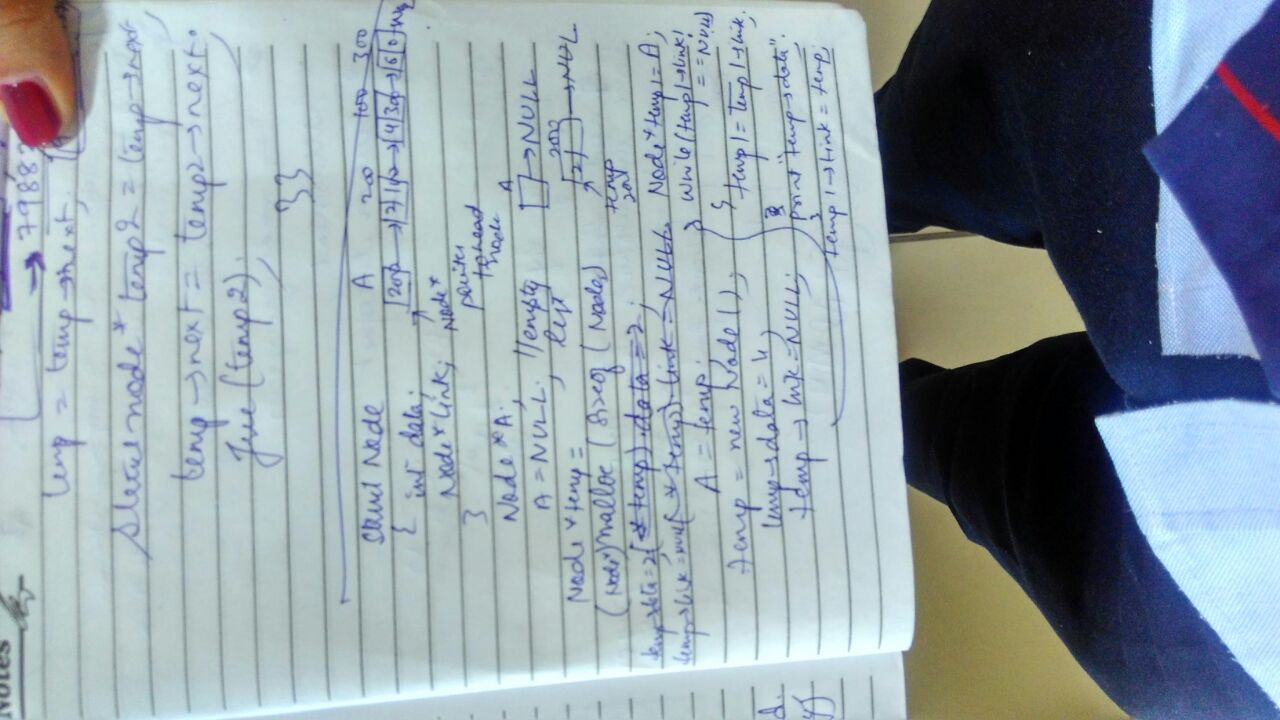 Notes
→ 79883
temp = temp → next;
struct node* temp2 = temp → next;
temp → next = temp2 → next;
free (temp2);
}}
struct Node A 200 100 300
{ int data; 200 → 2 100 → 4 300 → 6 0
Node* link; Node*
} pointer to head node
Node *A; A
A = NULL; // empty list → NULL
Node *temp = 2 → NULL
(Node*) malloc (sizeof (Node)) temp 200
temp→data=2; (*temp).data = 2;
temp→link=null; (*temp).link = NULL; Node* temp1 = A;
A = temp; while (temp1→link! == NULL)
temp = new Node(); { temp1 = temp1→link;
temp→data = 4 } print "temp→data"
temp → link = NULL; temp1→link = temp